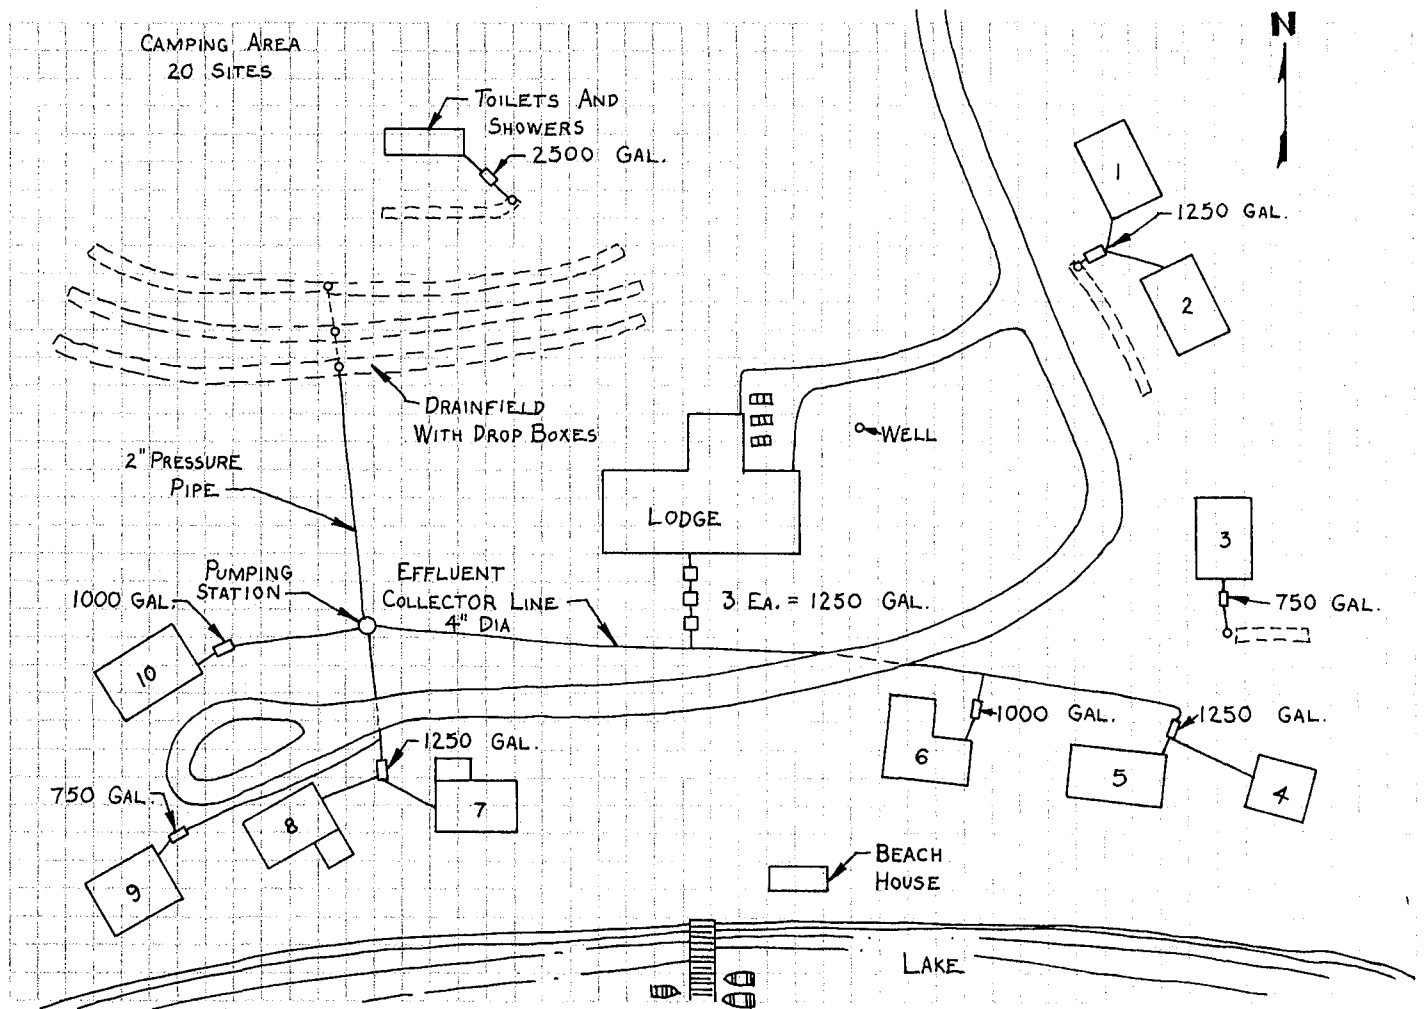 CAMPING AREA
20 SITES
N
TOILETS AND
SHOWERS
2500 GAL.
1
1250 GAL.
2
DRAINFIELD
WITH DROP BOXES
WELL
2" PRESSURE
PIPE
LODGE
3
PUMPING
STATION
EFFLUENT
COLLECTOR LINE
4" DIA
1000 GAL.
3 EA. = 1250 GAL.
750 GAL.
10
1000 GAL.
1250 GAL.
6
5
4
1250 GAL.
750 GAL.
7
8
9
BEACH
HOUSE
LAKE